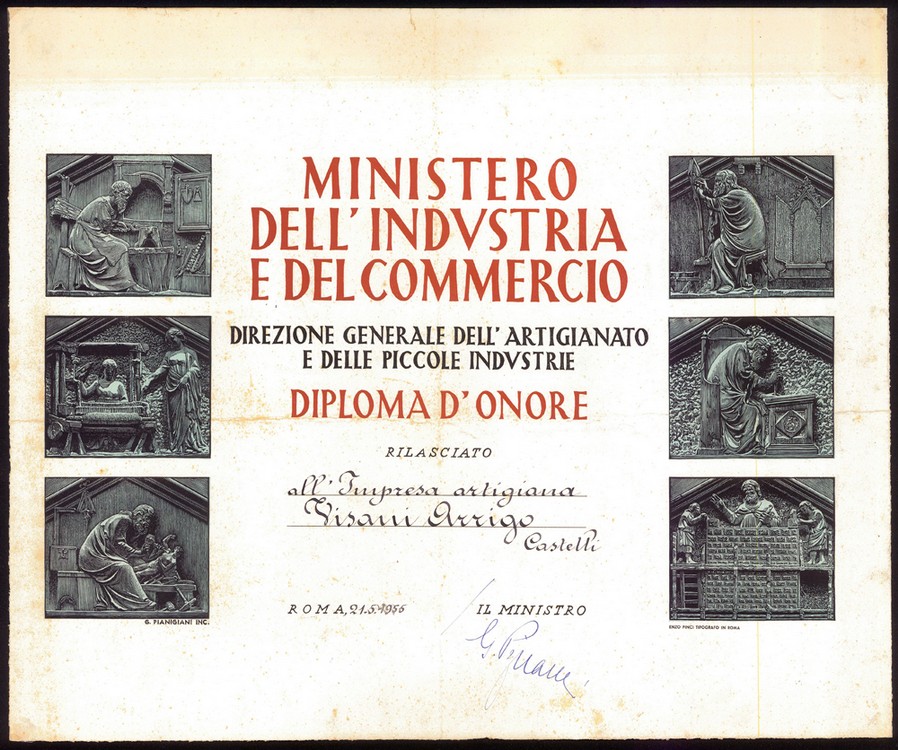 MINISTERO
DELL' INDVSTRIA
E DEL COMMERCIO
DIREZIONE GENERALE DELL' ARTIGIANATO
E DELLE PICCOLE INDVSTRIE
DIPLOMA D' ONORE
RILASCIATO
all' Impresa artigiana
Visani Arrigo
Castelli
ROMA, 21.5.1956
IL MINISTRO
G. PIANIGIANI INC.
ENZO PINCI TIPOGRAFO IN ROMA